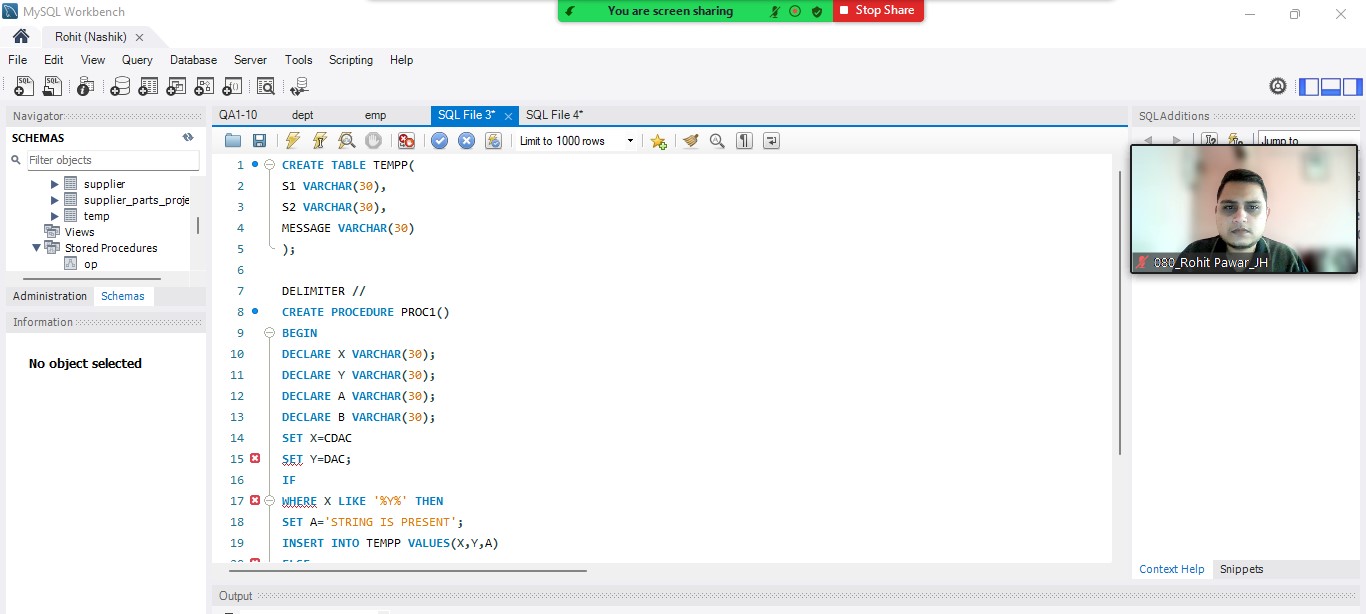 MySQL Workbench
You are screen sharing
Stop Share
Rohit (Nashik)
File Edit View Query Database Server Tools Scripting Help
Navigator
SCHEMAS
Filter objects
supplier
supplier_parts_proje
temp
Views
Stored Procedures
op
Administration Schemas
Information
No object selected
QA1-10 dept emp SQL File 3* SQL File 4*
Limit to 1000 rows
1 CREATE TABLE TEMPP(
2 S1 VARCHAR(30),
3 S2 VARCHAR(30),
4 MESSAGE VARCHAR(30)
5 );
6
7 DELIMITER //
8 CREATE PROCEDURE PROC1()
9 BEGIN
10 DECLARE X VARCHAR(30);
11 DECLARE Y VARCHAR(30);
12 DECLARE A VARCHAR(30);
13 DECLARE B VARCHAR(30);
14 SET X=CDAC
15 SET Y=DAC;
16 IF
17 WHERE X LIKE '%Y%' THEN
18 SET A='STRING IS PRESENT';
19 INSERT INTO TEMPP VALUES(X,Y,A)
Output
SQLAdditions
Jump to
080_Rohit Pawar_JH
Context Help Snippets